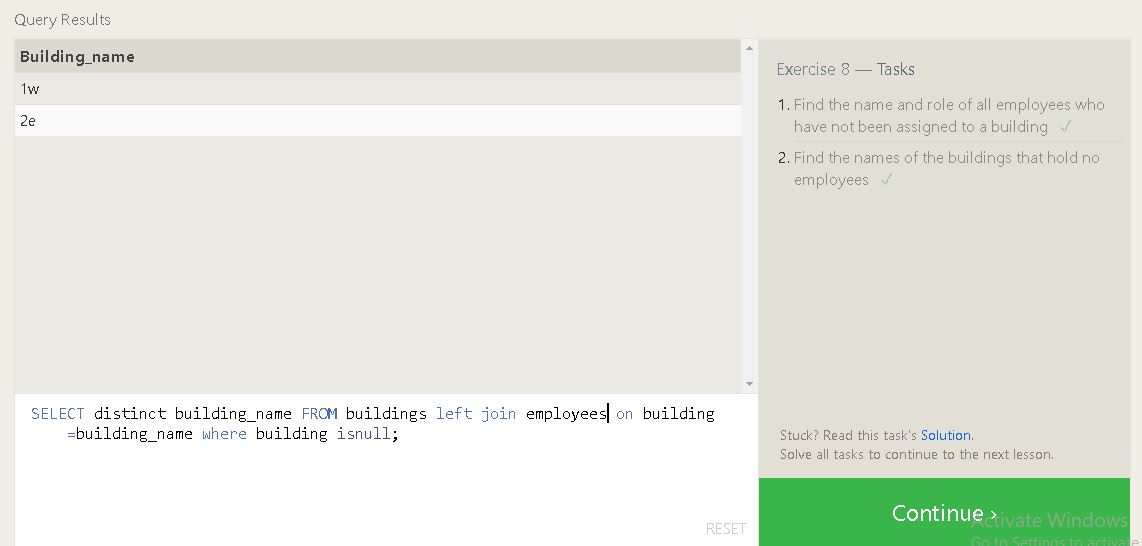 Query Results
Building_name
1w
2e
SELECT distinct building_name FROM buildings left join employees on building
=building_name where building isnull;
RESET
Exercise 8 — Tasks
1. Find the name and role of all employees who
have not been assigned to a building ✓
2. Find the names of the buildings that hold no
employees ✓
Stuck? Read this task's Solution.
Solve all tasks to continue to the next lesson.
Continue ›
Activate Windows
Go to Settings to activate